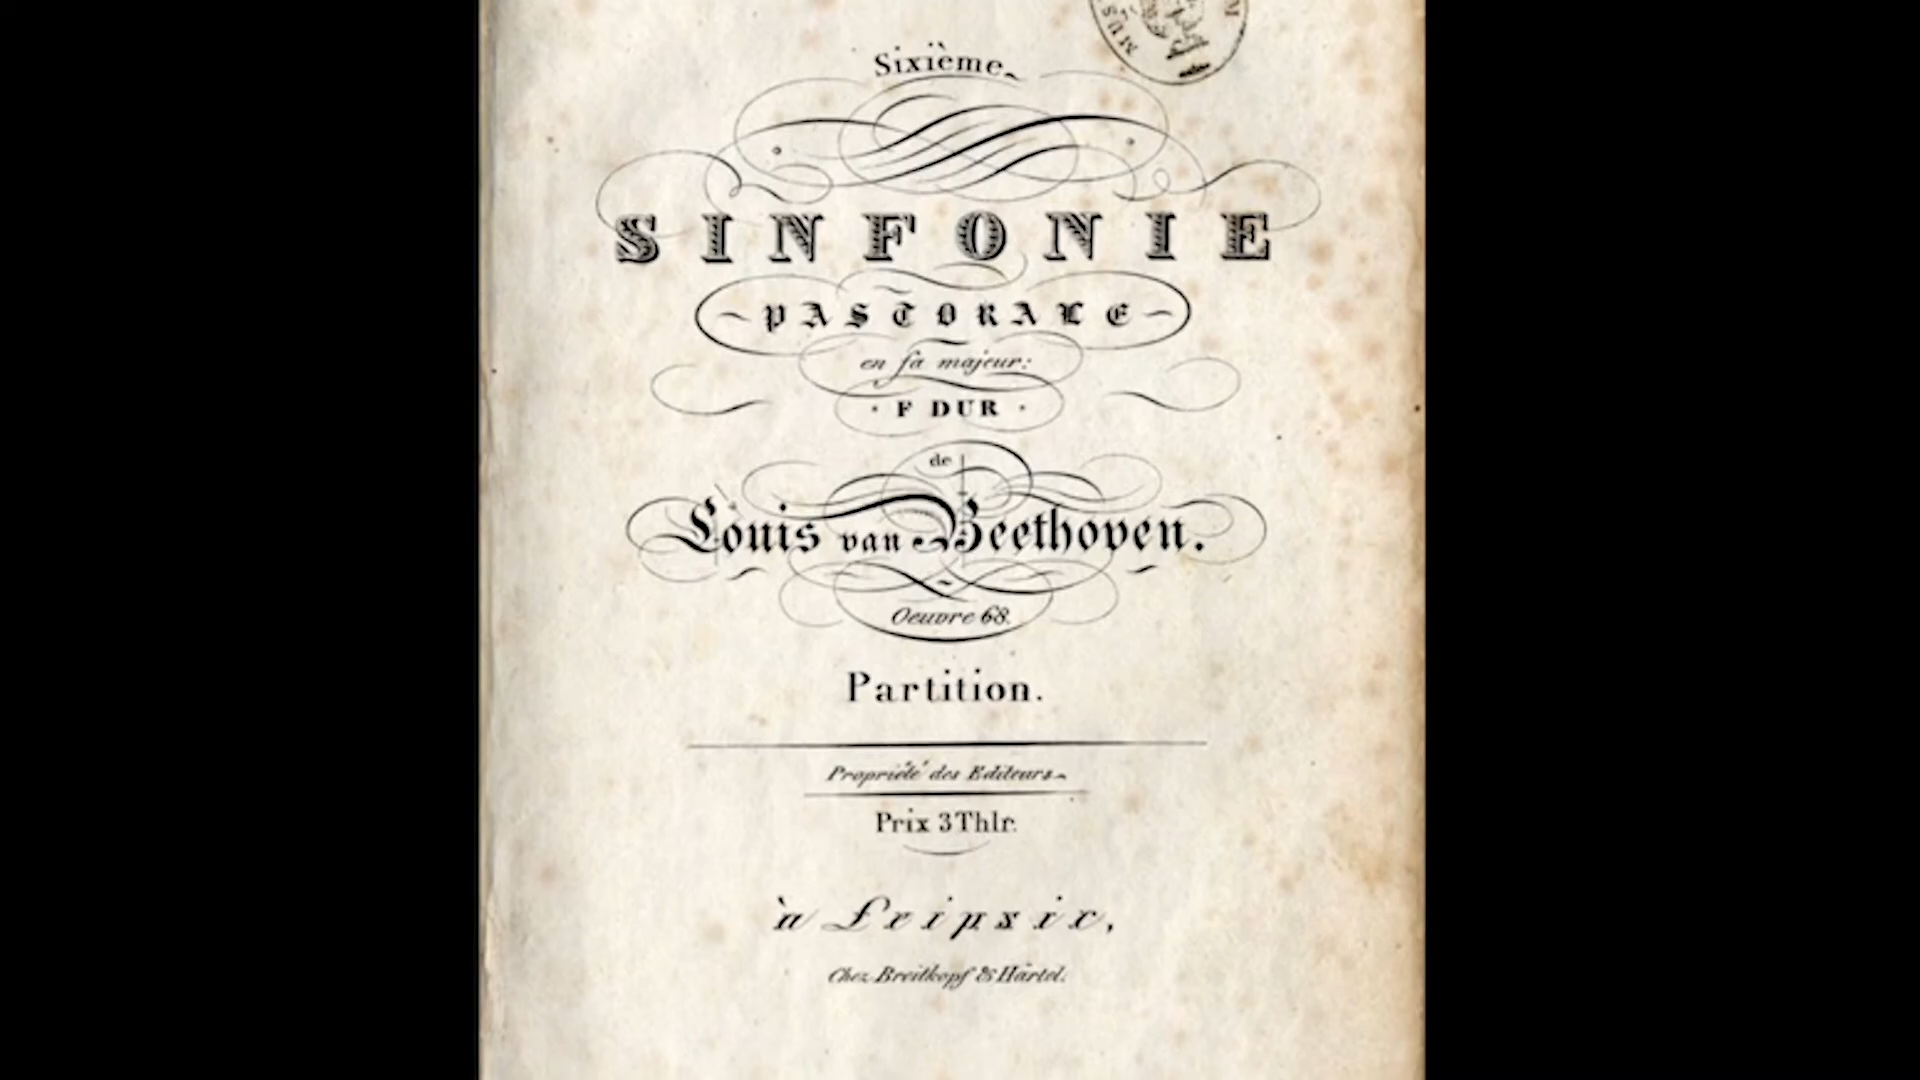 MUS M
Sixième
SINFONIE
PASTORALE
en fa majeur:
F DUR
de
Louis van Beethoven.
Oeuvre 68.
Partition.
Propriété des Editeurs
Prix 3 Thlr.
à Leipsic,
Chez Breitkopf & Härtel.